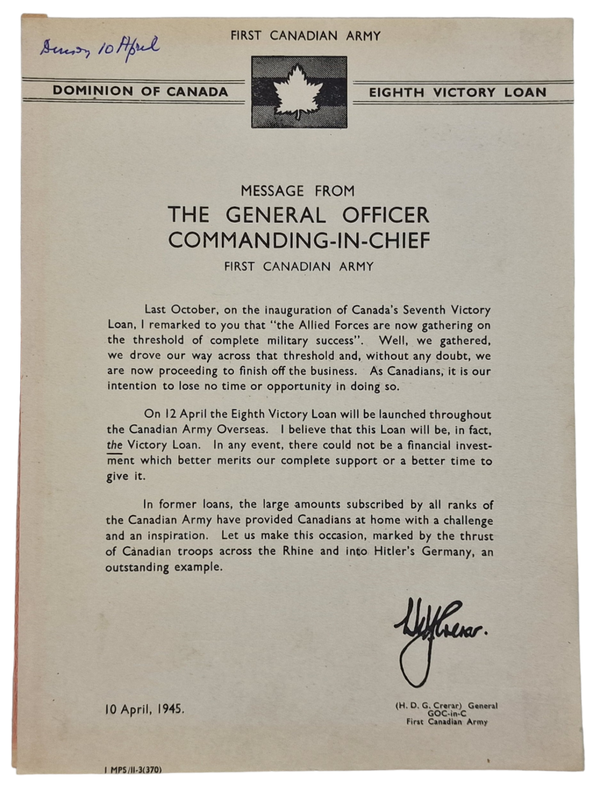 10 April
FIRST CANADIAN ARMY
DOMINION OF CANADA
EIGHTH VICTORY LOAN
MESSAGE FROM
THE GENERAL OFFICER
COMMANDING-IN-CHIEF
FIRST CANADIAN ARMY
Last October, on the inauguration of Canada's Seventh Victory
Loan, I remarked to you that "the Allied Forces are now gathering on
the threshold of complete military success". Well, we gathered,
we drove our way across that threshold and, without any doubt, we
are now proceeding to finish off the business. As Canadians, it is our
intention to lose no time or opportunity in doing so.
On 12 April the Eighth Victory Loan will be launched throughout
the Canadian Army Overseas. I believe that this Loan will be, in fact,
the Victory Loan. In any event, there could not be a financial invest-
ment which better merits our complete support or a better time to
give it.
In former loans, the large amounts subscribed by all ranks of
the Canadian Army have provided Canadians at home with a challenge
and an inspiration. Let us make this occasion, marked by the thrust
of Canadian troops across the Rhine and into Hitler's Germany, an
outstanding example.
HDG Crerar.
10 April, 1945.
(H. D. G. Crerar) General
GOC-in-C
First Canadian Army
1 MPS/11-3(370)